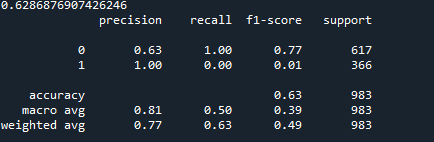 0.6286876907426246
precision recall f1-score support
0 0.63 1.00 0.77 617
1 1.00 0.00 0.01 366
accuracy 0.63 983
macro avg 0.81 0.50 0.39 983
weighted avg 0.77 0.63 0.49 983